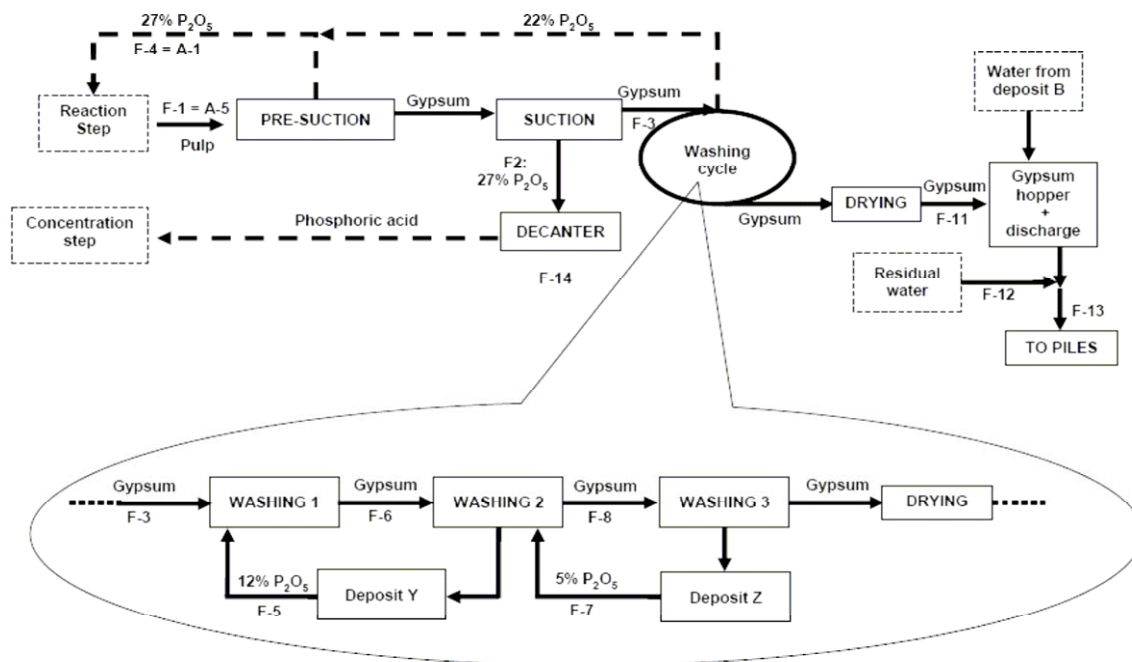 27% P₂O₅
22% P₂O₅
F-4 = A-1
Reaction
Step
F-1 = A-5
Pulp
PRE-SUCTION
Gypsum
SUCTION
Gypsum
F-3
Washing
cycle
Water from
deposit B
Gypsum
DRYING
Gypsum
F-11
Gypsum
hopper
+
discharge
F2:
27% P₂O₅
Concentration
step
Phosphoric acid
DECANTER
F-14
Residual
water
F-12
F-13
TO PILES
Gypsum
F-3
WASHING 1
Gypsum
F-6
WASHING 2
Gypsum
F-8
WASHING 3
Gypsum
DRYING
12% P₂O₅
F-5
Deposit Y
5% P₂O₅
F-7
Deposit Z